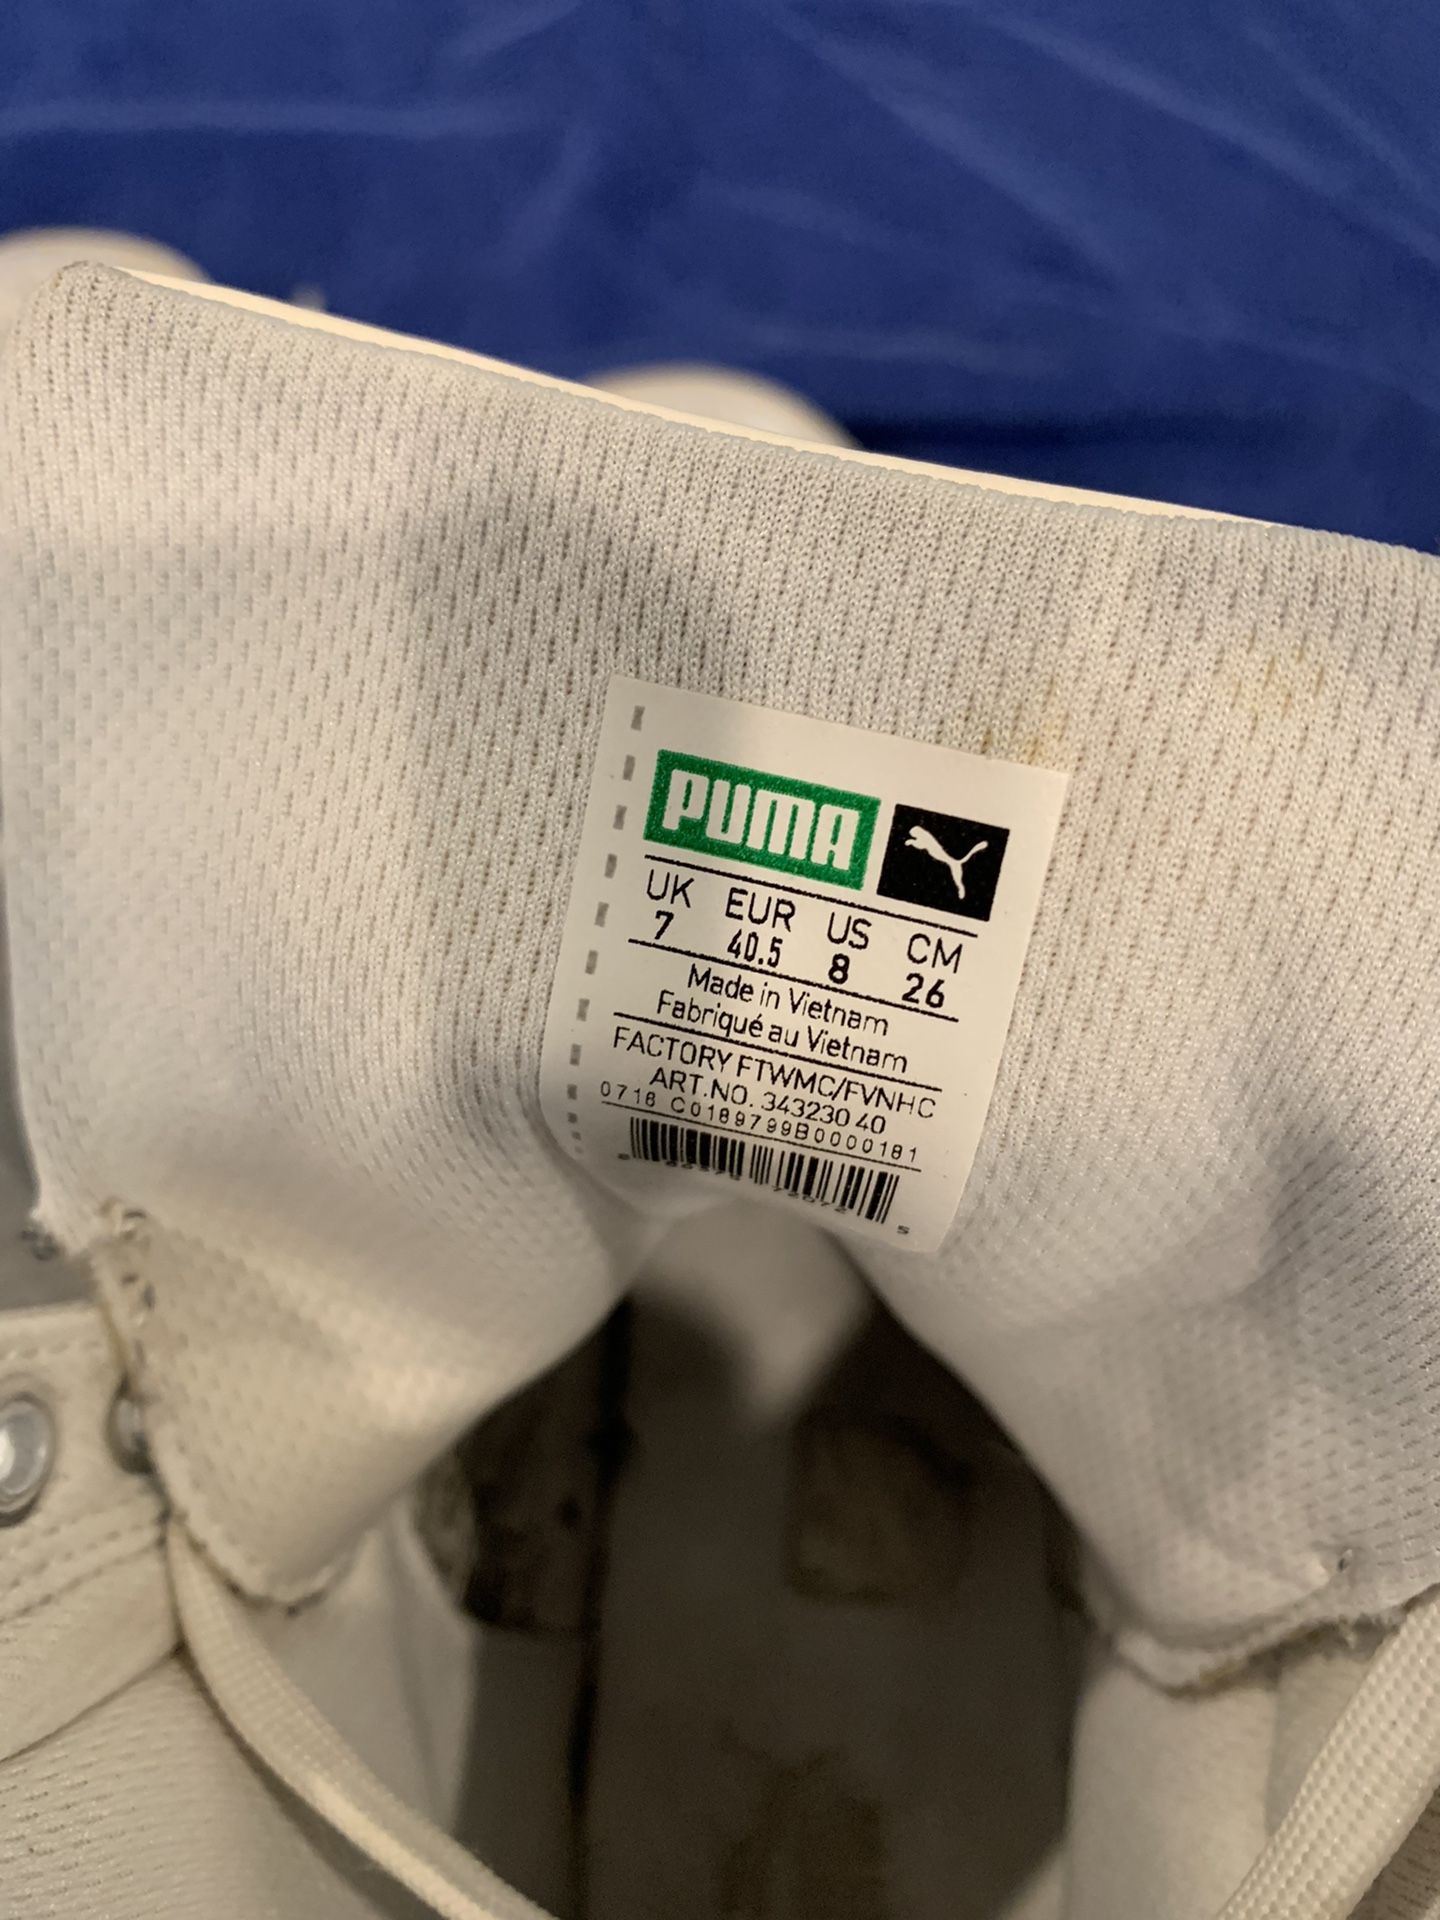 PUMA
UK EUR US CM
7 40.5 8 26
Made in Vietnam
Fabriqué au Vietnam
FACTORY FTWMC/FVNHC
ART.NO. 343230 40
0718 C0189799B0000181